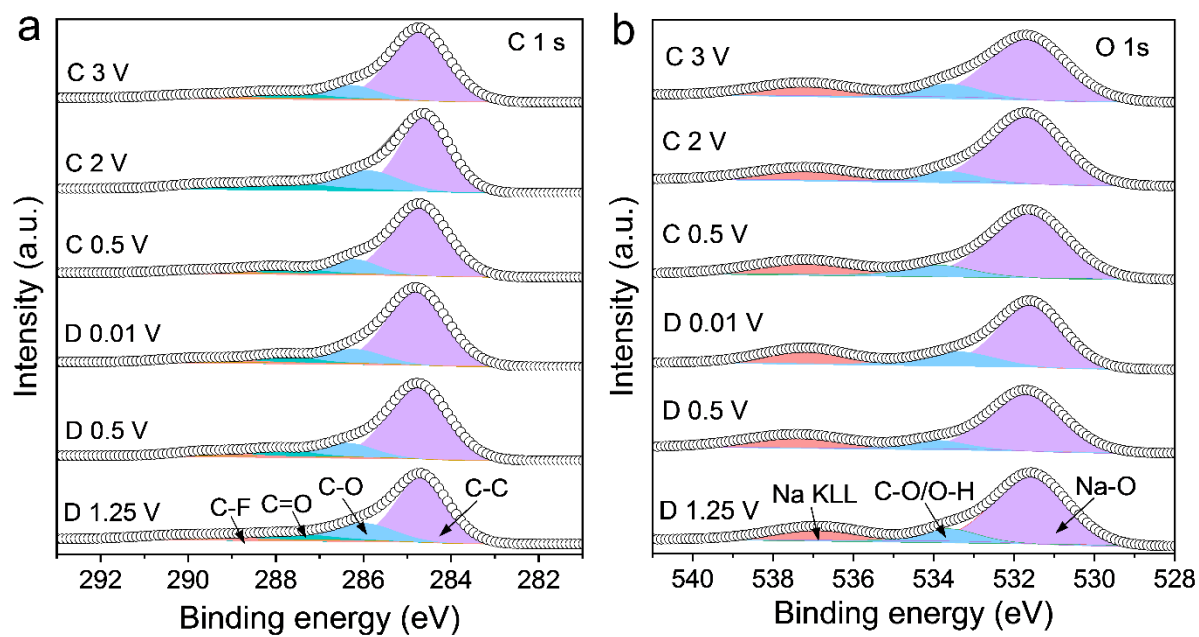 a
C 1 s
C 3 V
C 2 V
C 0.5 V
D 0.01 V
D 0.5 V
D 1.25 V
C-F
C=O
C-O
C-C
Intensity (a.u.)
292 290 288 286 284 282
Binding energy (eV)
b
O 1s
C 3 V
C 2 V
C 0.5 V
D 0.01 V
D 0.5 V
D 1.25 V
Na KLL
C-O/O-H
Na-O
Intensity (a.u.)
540 538 536 534 532 530 528
Binding energy (eV)